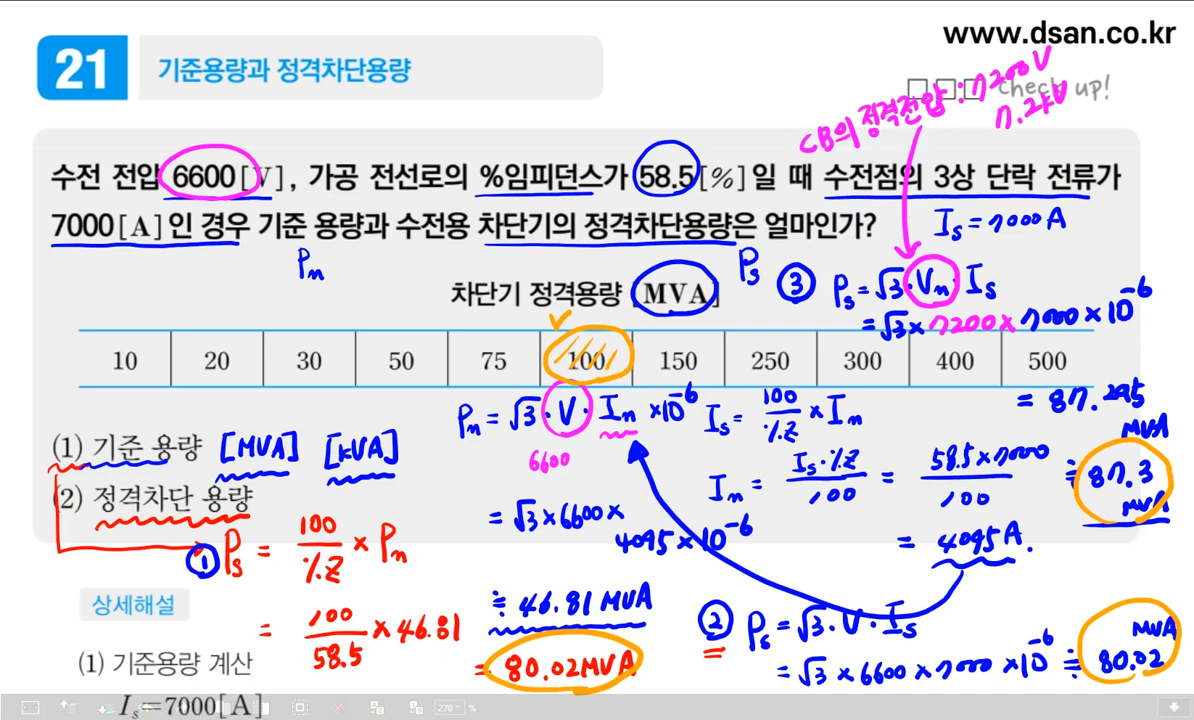 www.dsan.co.kr
21 기준용량과 정격차단용량
check up!
CB의 정격전압 : 7200V
7.2kV
수전 전압 6600[V], 가공 전선로의 %임피던스가 58.5[%]일 때 수전점의 3상 단락 전류가
7000[A]인 경우 기준 용량과 수전용 차단기의 정격차단용량은 얼마인가?
Is = 7000A
Pn
Ps
차단기 정격용량 [MVA]
10 20 30 50 75 100 150 250 300 400 500
③ Ps = √3·Vn·Is
= √3 × 7200 × 7000 × 10⁻⁶
= 87.295
MVA
≒ 87.3
MVA
(1) 기준 용량 [MVA] [kVA]
(2) 정격차단 용량
Pn = √3·V·In × 10⁻⁶
6600
= √3 × 6600 ×
4095 × 10⁻⁶
≒ 46.81 MVA
Is = 100/%Z × In
In = Is·%Z/100 = 58.5×7000/100
= 4095A.
① Ps = 100/%Z × Pn
= 100/58.5 × 46.81
= 80.02MVA
② Ps = √3·V·Is
= √3 × 6600 × 7000 × 10⁻⁶ ≒ 80.02
MVA
상세해설
(1) 기준용량 계산
Is=7000[A]
270 %